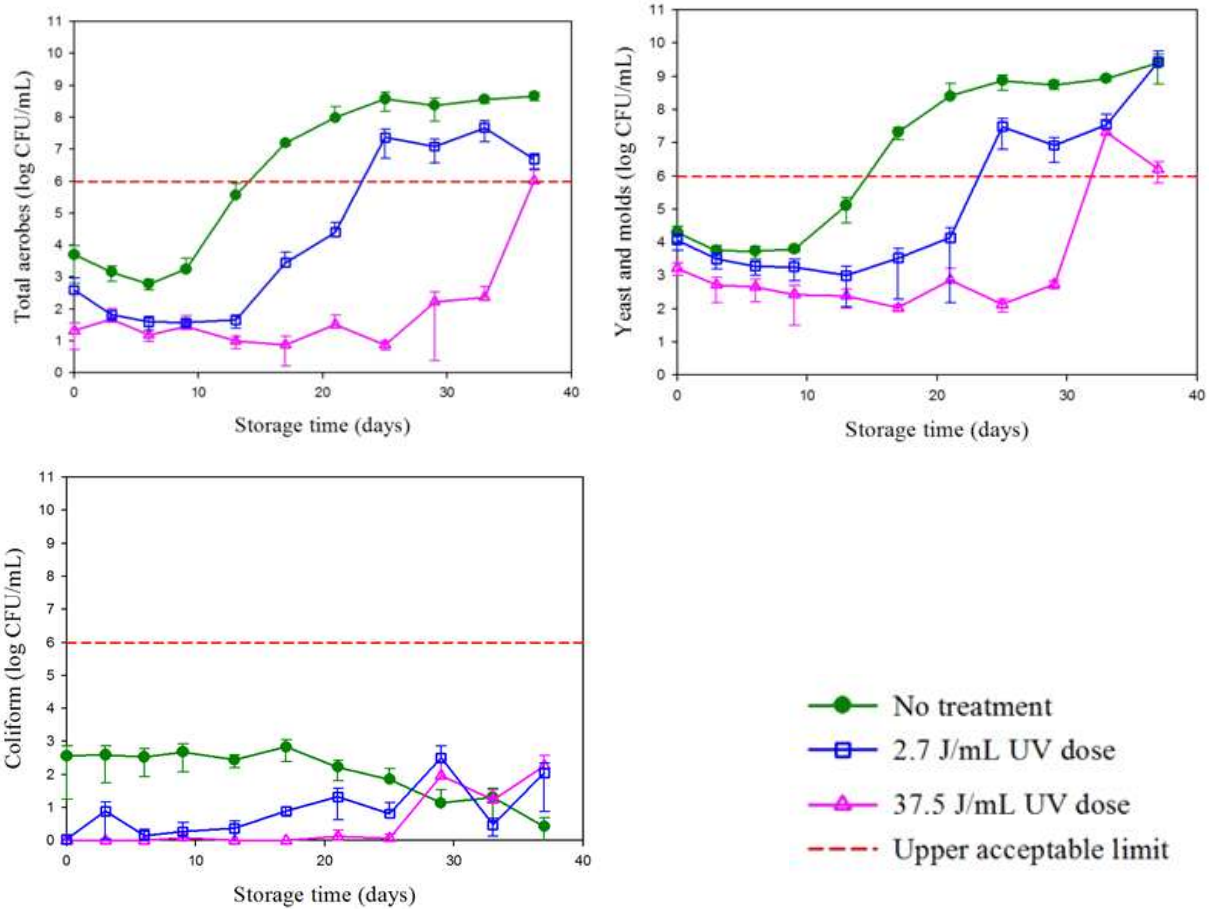 Total aerobes (log CFU/mL)
11
10
9
8
7
6
5
4
3
2
1
0
0 10 20 30 40
Storage time (days)
Yeast and molds (log CFU/mL)
11
10
9
8
7
6
5
4
3
2
1
0
0 10 20 30 40
Storage time (days)
Coliform (log CFU/mL)
11
10
9
8
7
6
5
4
3
2
1
0
0 10 20 30 40
Storage time (days)
No treatment
2.7 J/mL UV dose
37.5 J/mL UV dose
Upper acceptable limit